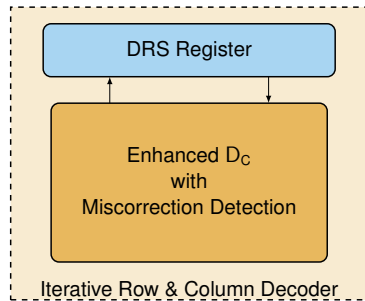 DRS Register
Enhanced D_C
with
Miscorrection Detection
Iterative Row & Column Decoder